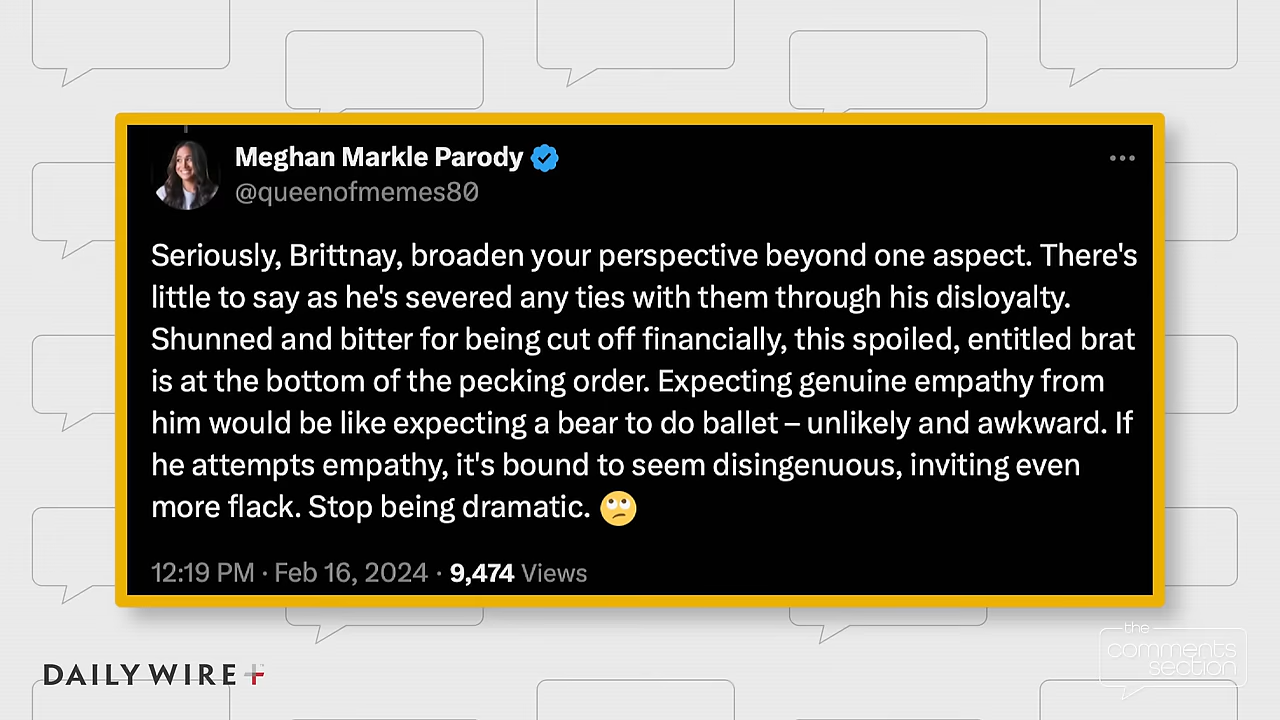 Meghan Markle Parody
@queenofmemes80
Seriously, Brittnay, broaden your perspective beyond one aspect. There's
little to say as he's severed any ties with them through his disloyalty.
Shunned and bitter for being cut off financially, this spoiled, entitled brat
is at the bottom of the pecking order. Expecting genuine empathy from
him would be like expecting a bear to do ballet – unlikely and awkward. If
he attempts empathy, it's bound to seem disingenuous, inviting even
more flack. Stop being dramatic. 🙄
12:19 PM · Feb 16, 2024 · 9,474 Views
DAILY WIRE+
the
comments
section